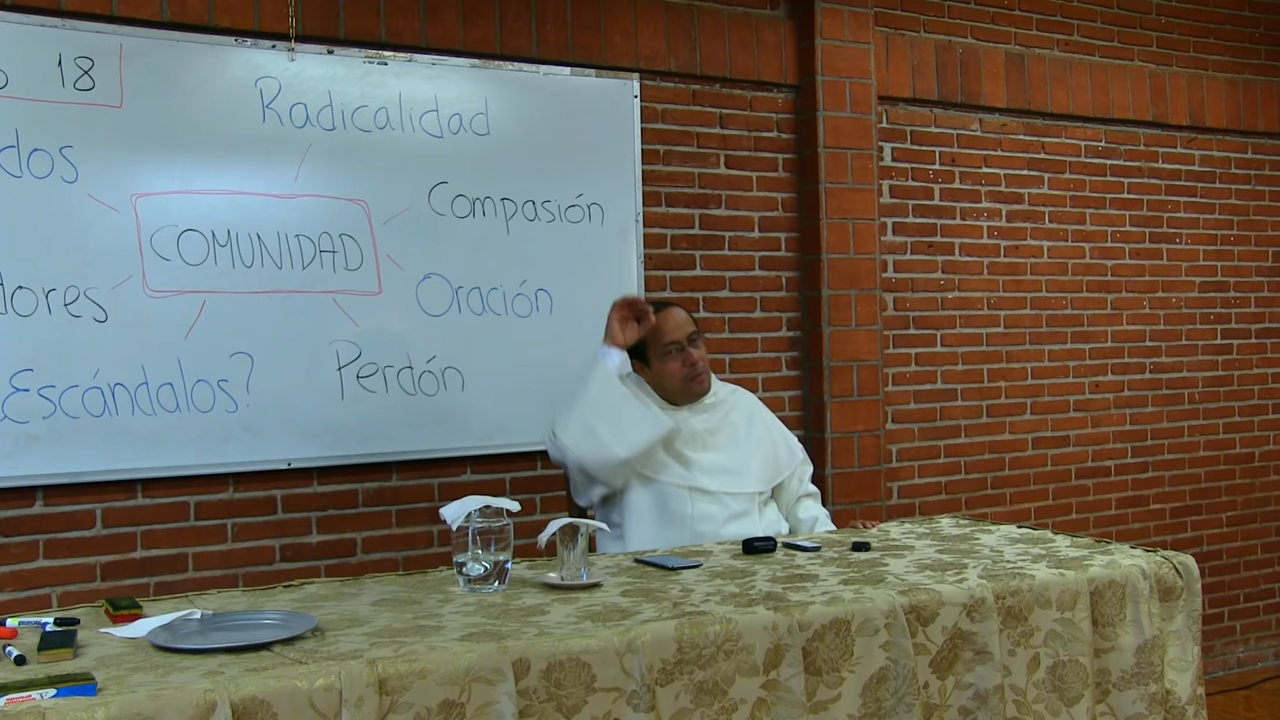 18
Radicalidad
dos
Compasión
COMUNIDAD
Oración
dores
Perdón
¿Escándalos?